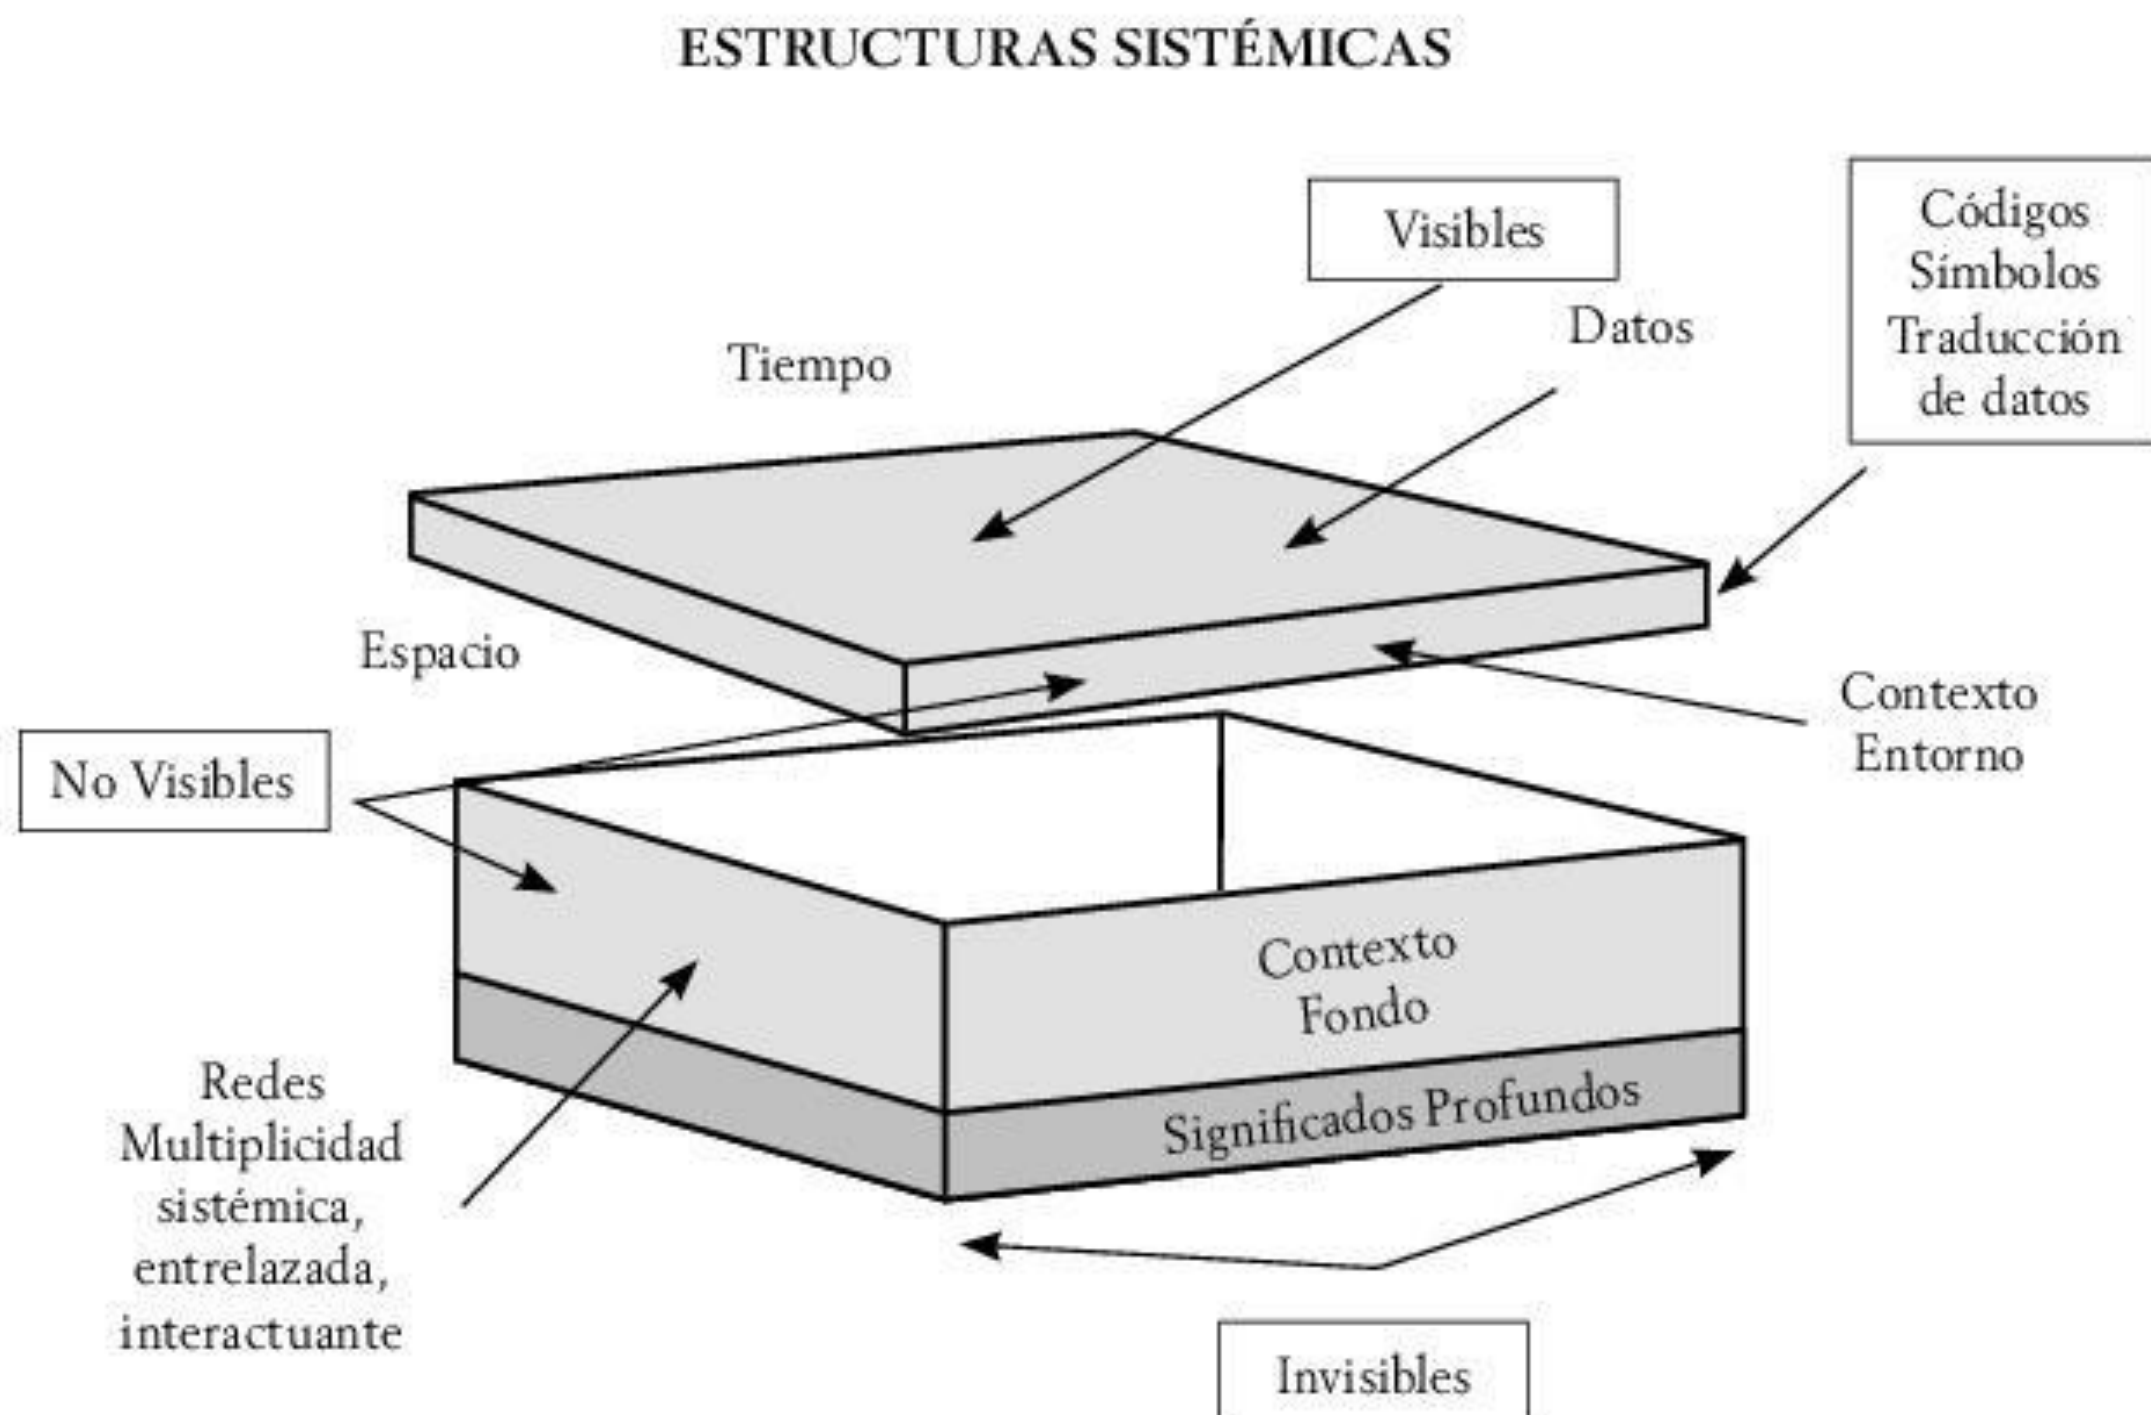 ESTRUCTURAS SISTÉMICAS
Visibles
Códigos
Símbolos
Traducción
de datos
Datos
Tiempo
Espacio
Contexto
Entorno
No Visibles
Contexto
Fondo
Significados Profundos
Redes
Multiplicidad
sistémica,
entrelazada,
interactuante
Invisibles